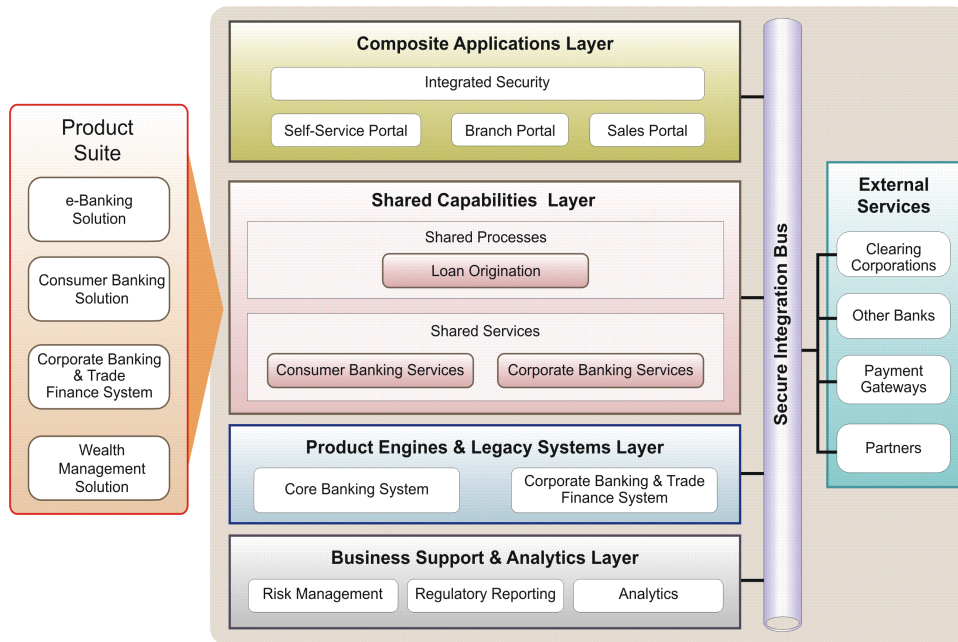 Product
Suite
e-Banking
Solution
Consumer Banking
Solution
Corporate Banking
& Trade
Finance System
Wealth
Management
Solution
Composite Applications Layer
Integrated Security
Self-Service Portal
Branch Portal
Sales Portal
Shared Capabilities Layer
Shared Processes
Loan Origination
Shared Services
Consumer Banking Services
Corporate Banking Services
Product Engines & Legacy Systems Layer
Core Banking System
Corporate Banking & Trade
Finance System
Business Support & Analytics Layer
Risk Management
Regulatory Reporting
Analytics
Secure Integration Bus
External
Services
Clearing
Corporations
Other Banks
Payment
Gateways
Partners